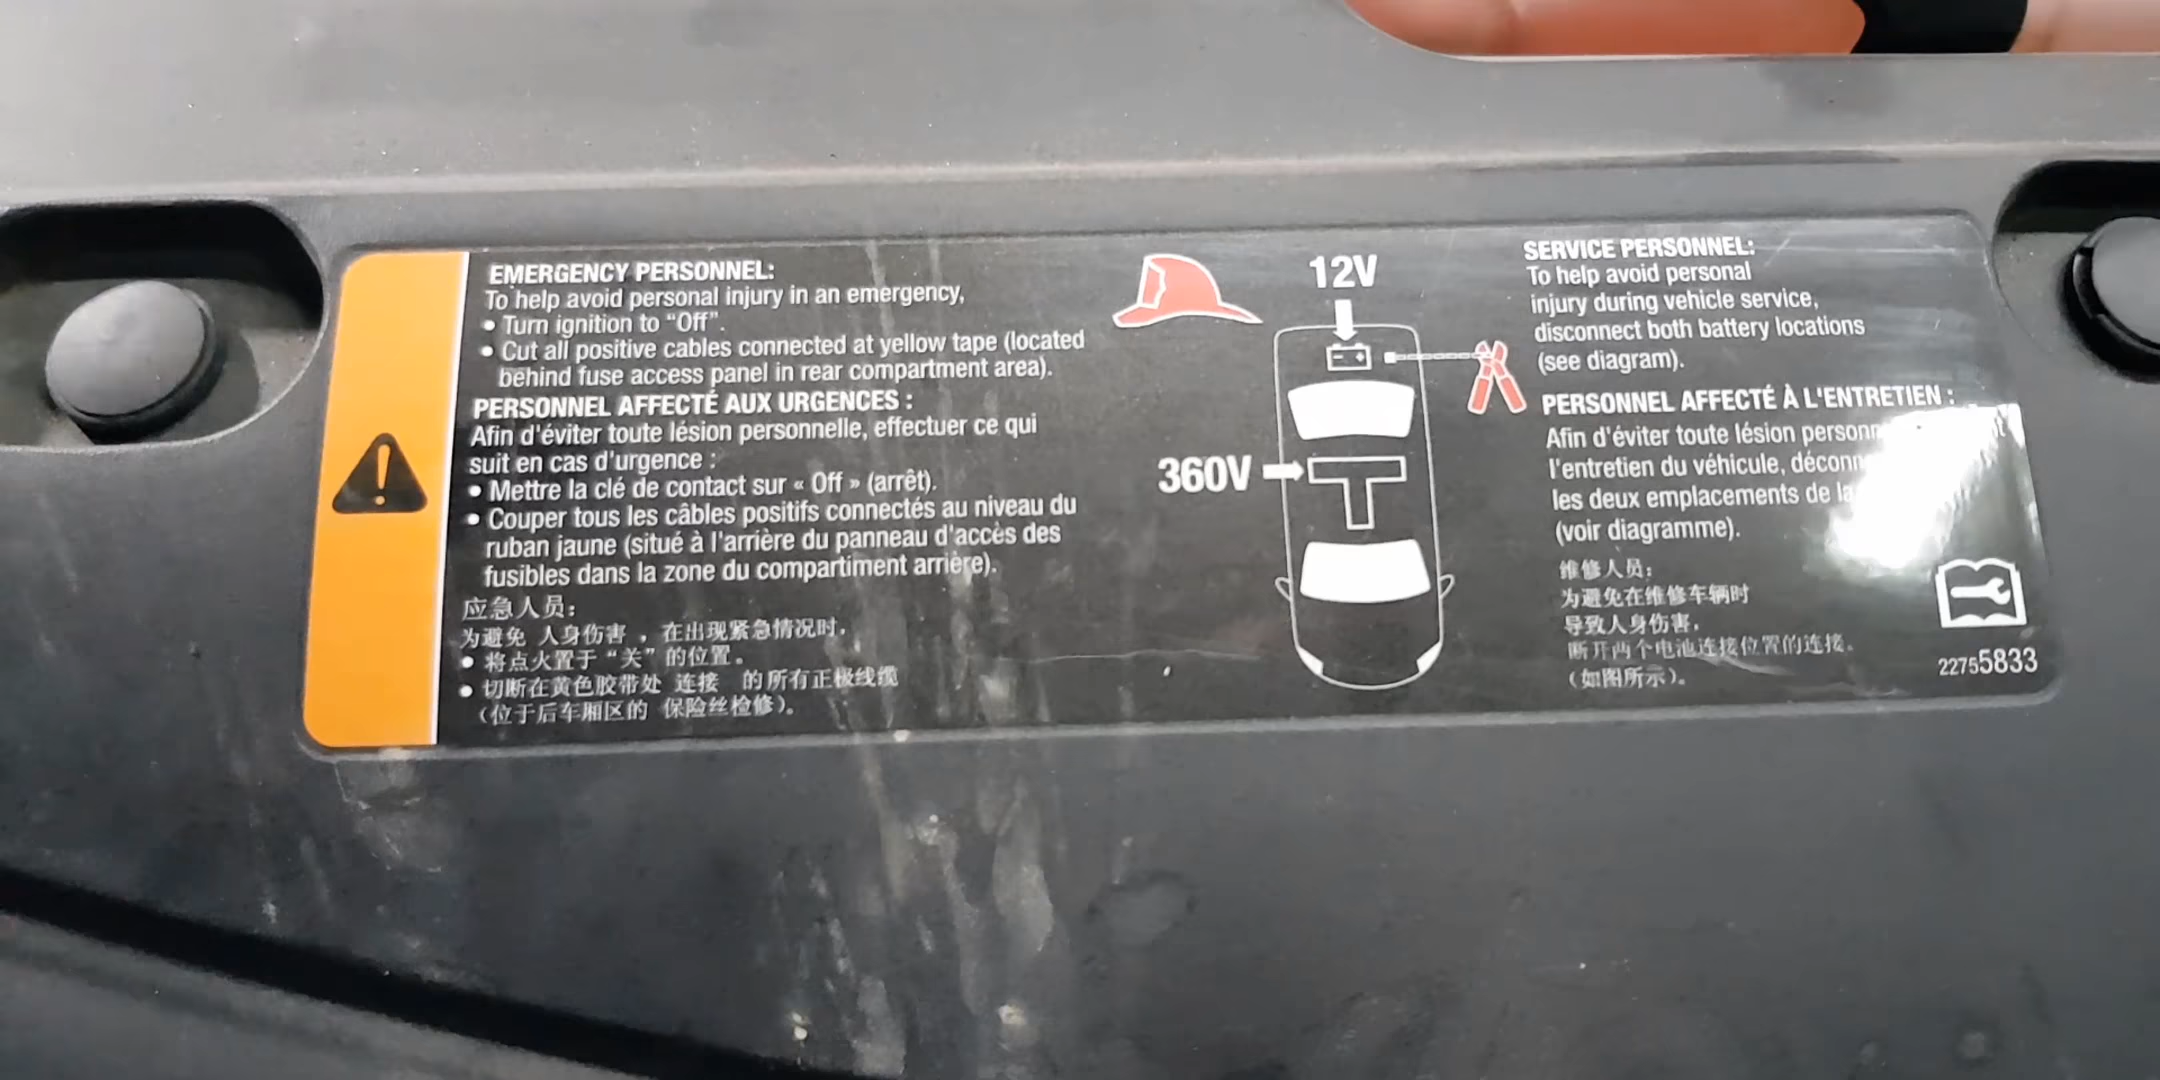 EMERGENCY PERSONNEL:
To help avoid personal injury in an emergency,
• Turn ignition to “Off”.
• Cut all positive cables connected at yellow tape (located
behind fuse access panel in rear compartment area).
PERSONNEL AFFECTÉ AUX URGENCES :
Afin d'éviter toute lésion personnelle, effectuer ce qui
suit en cas d'urgence :
• Mettre la clé de contact sur « Off » (arrêt).
• Couper tous les câbles positifs connectés au niveau du
ruban jaune (situé à l'arrière du panneau d'accès des
fusibles dans la zone du compartiment arrière).
应急人员：
为避免 人身伤害 ，在出现紧急情况时，
• 将点火置于“关”的位置。
• 切断在黄色胶带处 连接 的所有正极线缆
（位于后车厢区的 保险丝检修）。
12V
360V
SERVICE PERSONNEL:
To help avoid personal
injury during vehicle service,
disconnect both battery locations
(see diagram).
PERSONNEL AFFECTÉ À L'ENTRETIEN :
Afin d'éviter toute lésion
l'entretien du véhicule,
les deux emplacements de
(voir diagramme).
维修人员：
为避免在维修车辆时
导致人身伤害，
断开两个电池连接位置的连接。
（如图所示）。
22755833